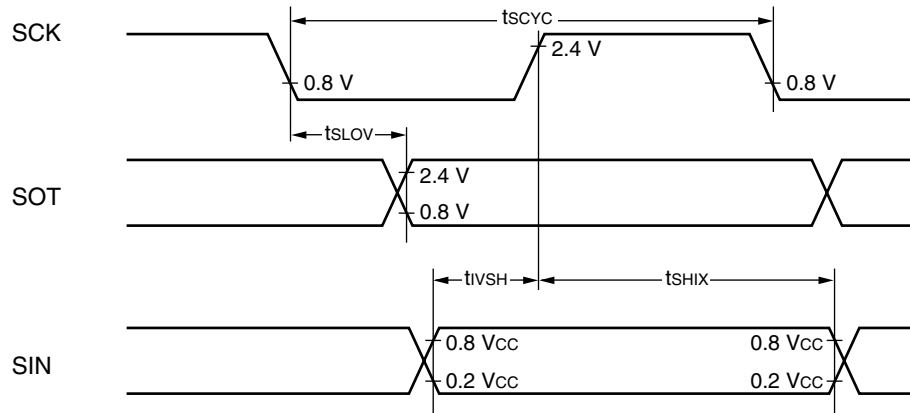 tSCYC
SCK
2.4 V
0.8 V
0.8 V
tSLOV
2.4 V
SOT
0.8 V
tIVSH
tSHIX
0.8 VCC
0.8 VCC
SIN
0.2 VCC
0.2 VCC